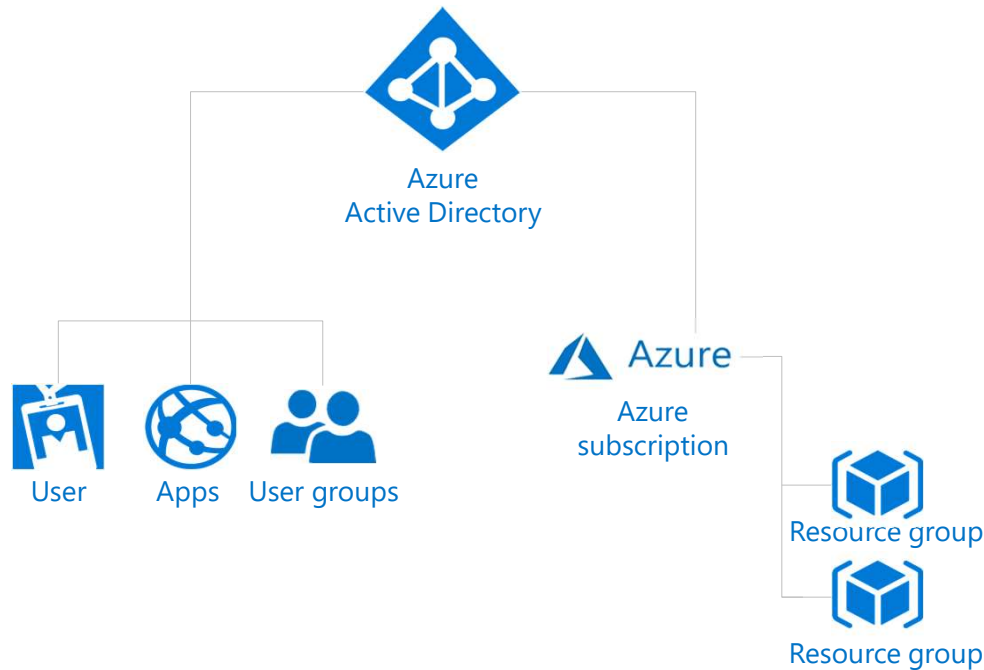 Azure
Active Directory
User
Apps
User groups
Azure
Azure
subscription
Resource group
Resource group